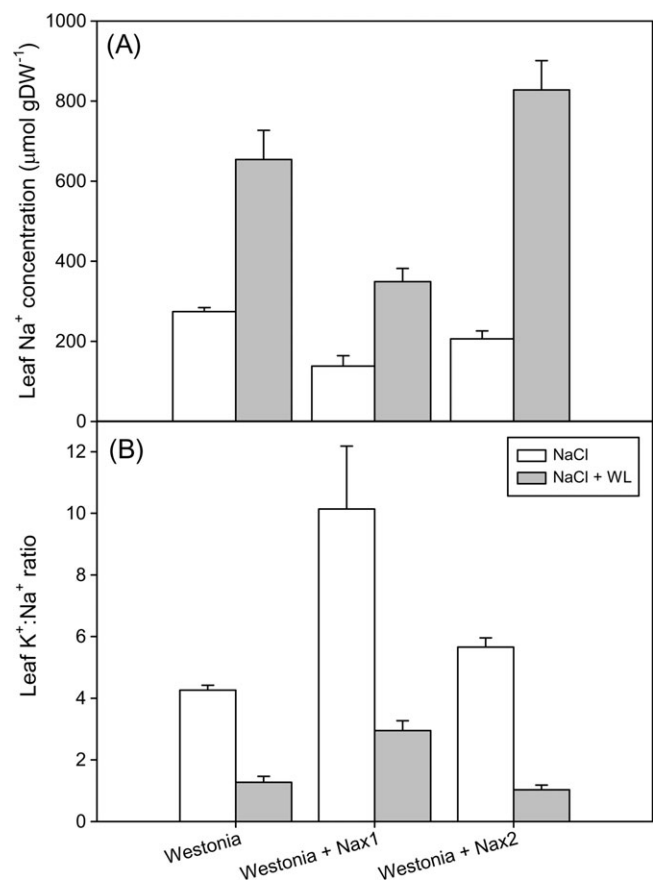 (A)
Leaf Na⁺ concentration (μmol gDW⁻¹)
1000
800
600
400
200
0
(B)
NaCl
NaCl + WL
Leaf K⁺:Na⁺ ratio
12
10
8
6
4
2
0
Westonia
Westonia + Nax1
Westonia + Nax2